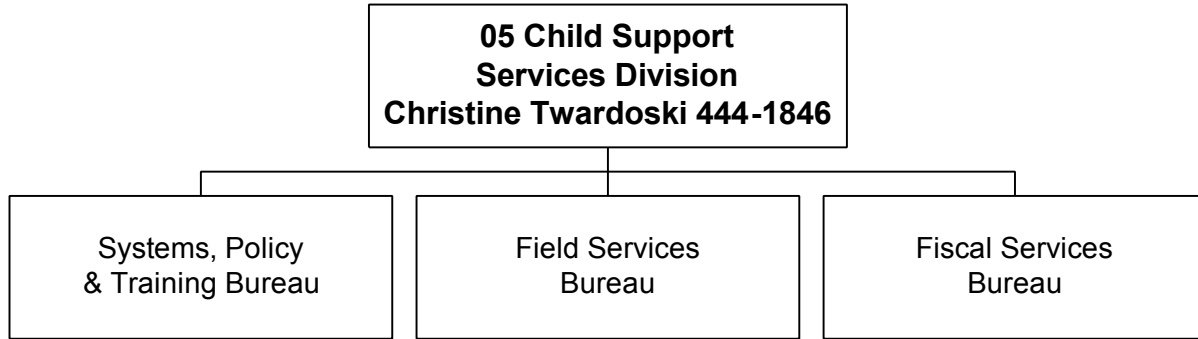 05 Child Support
Services Division
Christine Twardoski 444-1846
Systems, Policy
& Training Bureau
Field Services
Bureau
Fiscal Services
Bureau